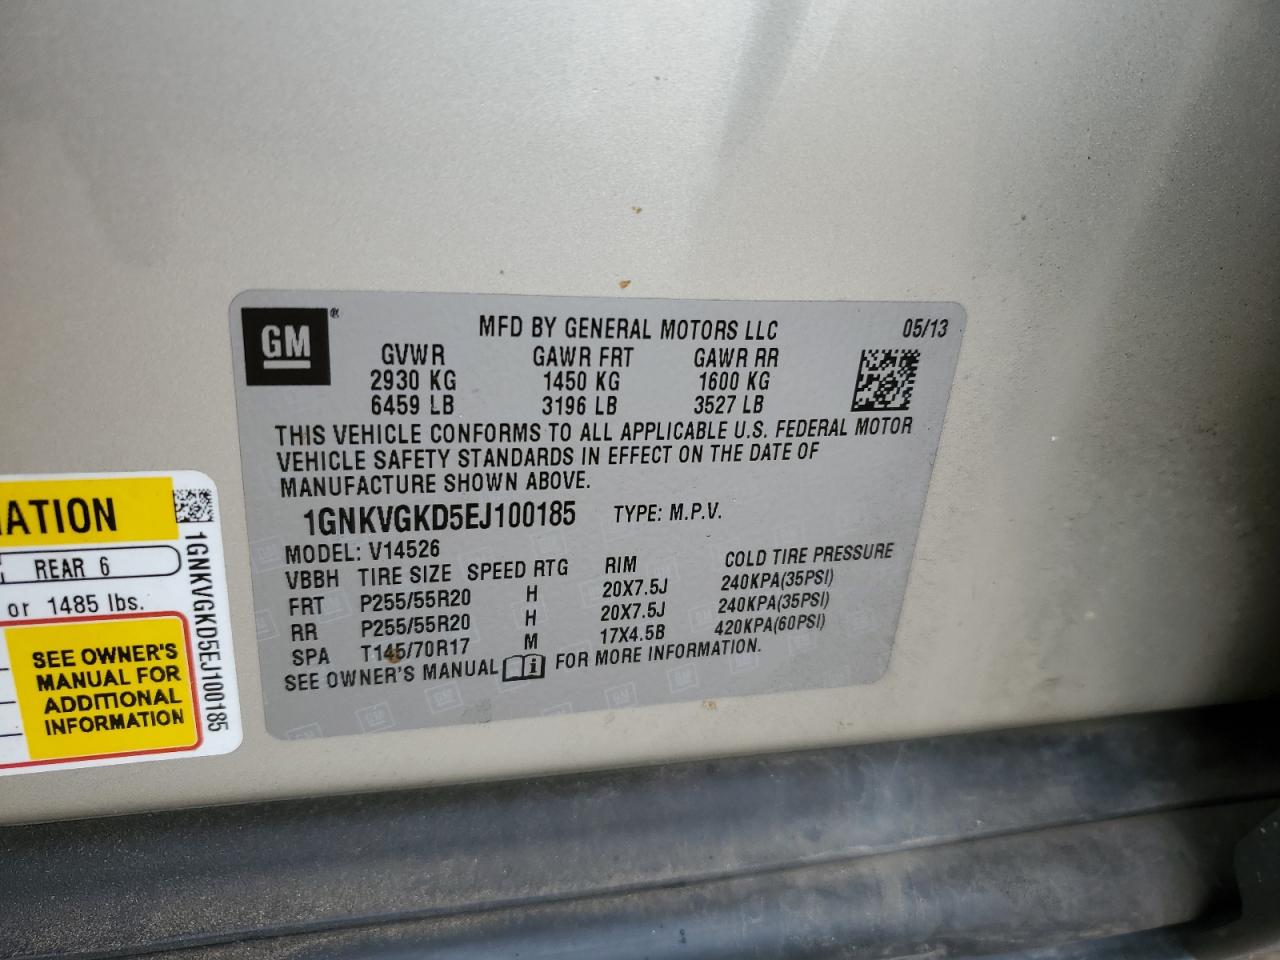 GM ®
MFD BY GENERAL MOTORS LLC 05/13
GVWR GAWR FRT GAWR RR
2930 KG 1450 KG 1600 KG
6459 LB 3196 LB 3527 LB
THIS VEHICLE CONFORMS TO ALL APPLICABLE U.S. FEDERAL MOTOR
VEHICLE SAFETY STANDARDS IN EFFECT ON THE DATE OF
MANUFACTURE SHOWN ABOVE.
1GNKVGKD5EJ100185 TYPE: M.P.V.
MODEL: V14526
VBBH TIRE SIZE SPEED RTG RIM COLD TIRE PRESSURE
FRT P255/55R20 H 20X7.5J 240KPA(35PSI)
RR P255/55R20 H 20X7.5J 240KPA(35PSI)
SPA T145/70R17 M 17X4.5B 420KPA(60PSI)
SEE OWNER'S MANUAL FOR MORE INFORMATION.
ATION
REAR 6
or 1485 lbs.
SEE OWNER'S
MANUAL FOR
ADDITIONAL
INFORMATION
1GNKVGKD5EJ100185